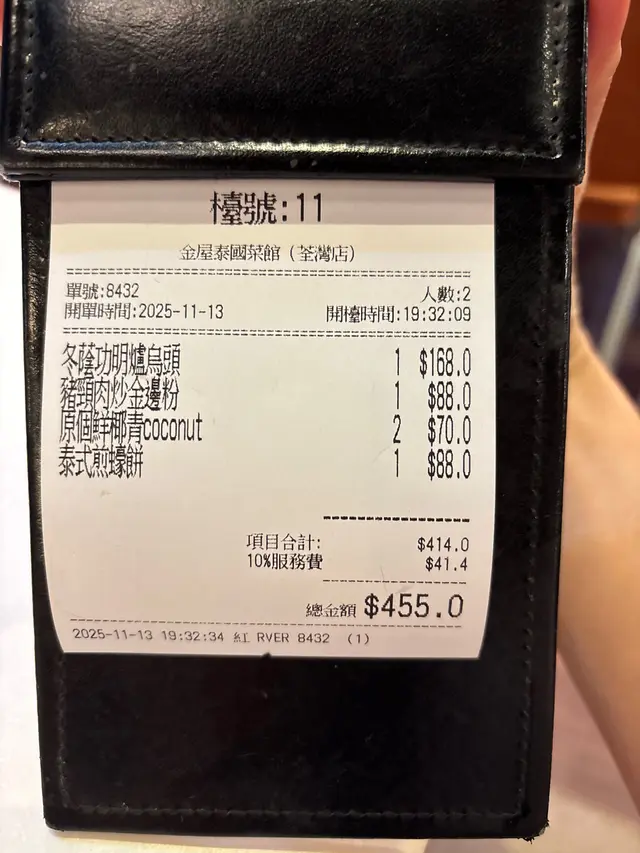 檯號:11
金屋泰國菜館（荃灣店）
單號:8432 人數:2
開單時間:2025-11-13 開檯時間:19:32:09
冬蔭功明爐烏頭 1 $168.0
豬頸肉炒金邊粉 1 $88.0
原個鮮椰青coconut 2 $70.0
泰式煎蠔餅 1 $88.0
項目合計: $414.0
10%服務費 $41.4
總金額 $455.0
2025-11-13 19:32:34 紅 RVER 8432 (1)